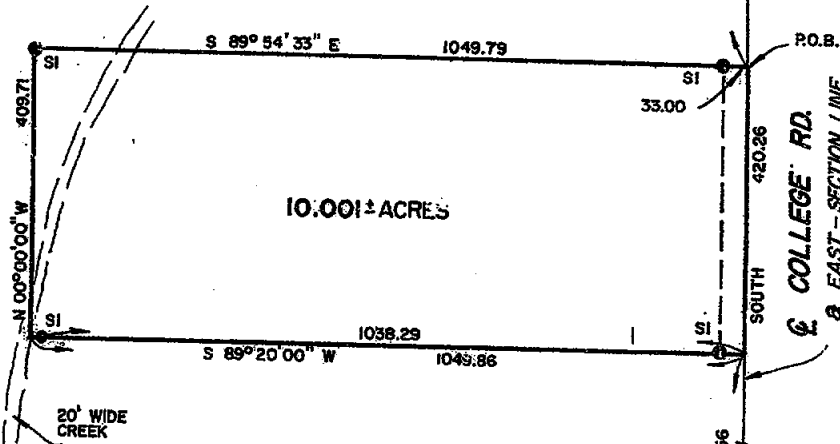 S 89° 54' 33" E 1049.79
P.O.B.
SI
SI
33.00
409.71
N 00°00'00" W
420.26
SOUTH
10.001± ACRES
℄ COLLEGE RD.
& EAST - SECTION LINE
SI
1038.29
SI
S 89° 20' 00" W 1049.86
20' WIDE
CREEK